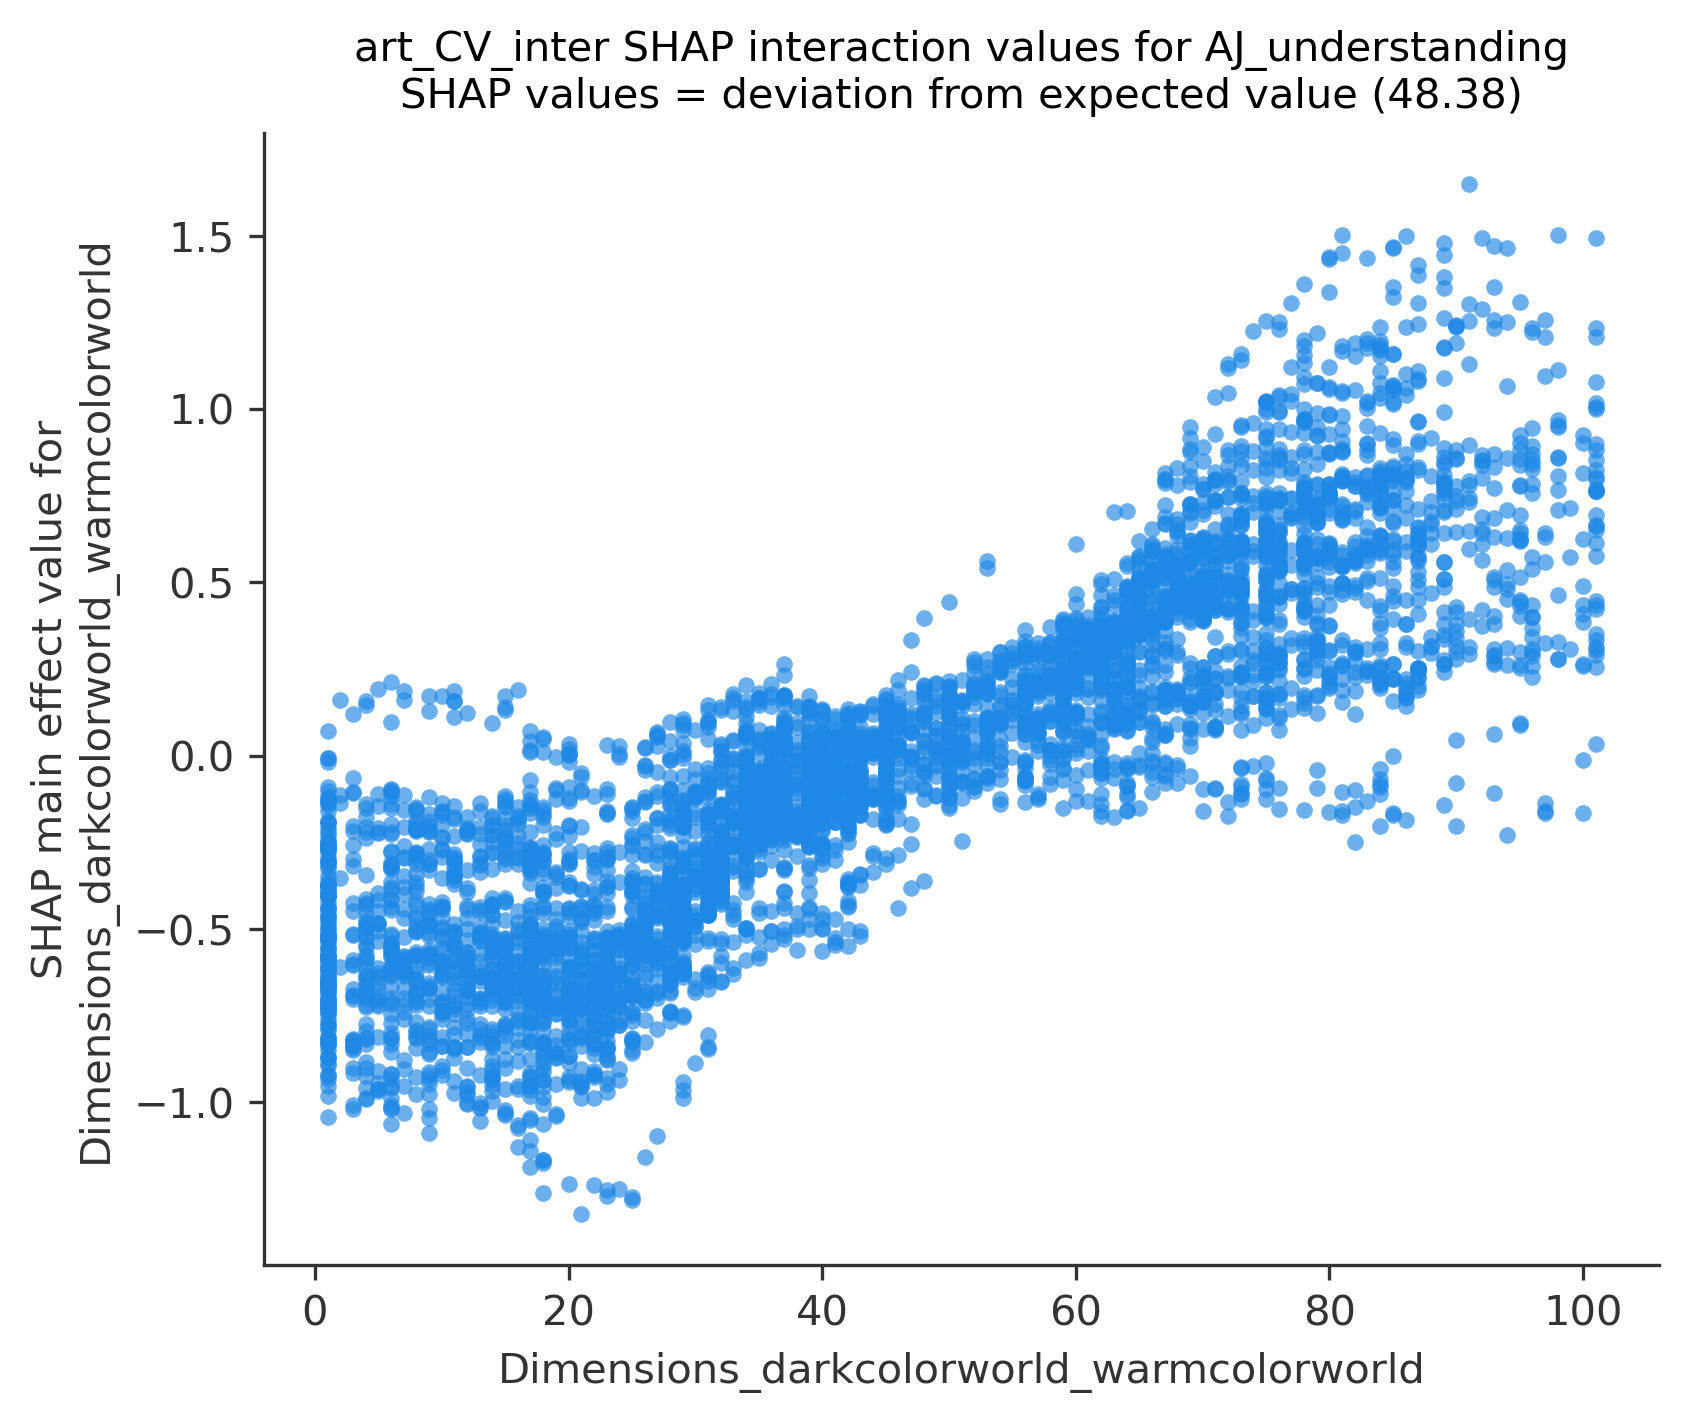 art_CV_inter SHAP interaction values for AJ_understanding
SHAP values = deviation from expected value (48.38)
SHAP main effect value for
Dimensions_darkcolorworld_warmcolorworld
1.5
1.0
0.5
0.0
−0.5
−1.0
0 20 40 60 80 100
Dimensions_darkcolorworld_warmcolorworld